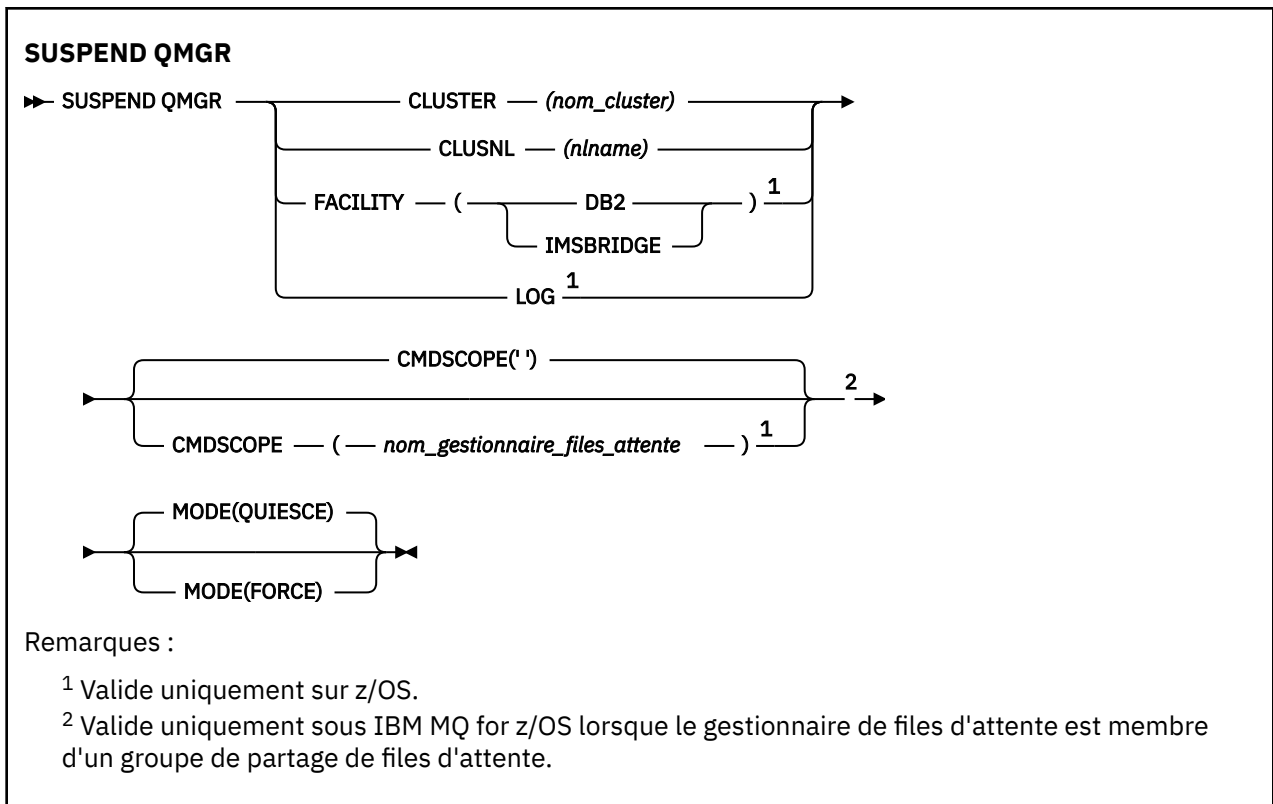 SUSPEND QMGR
SUSPEND QMGR CLUSTER (nom_cluster)
CLUSNL (nlname)
FACILITY ( DB2 ) 1
IMSBRIDGE
LOG 1
CMDSCOPE(' ')
2
CMDSCOPE ( nom_gestionnaire_files_attente ) 1
MODE(QUIESCE)
MODE(FORCE)
Remarques :
1 Valide uniquement sur z/OS.
2 Valide uniquement sous IBM MQ for z/OS lorsque le gestionnaire de files d'attente est membre
d'un groupe de partage de files d'attente.